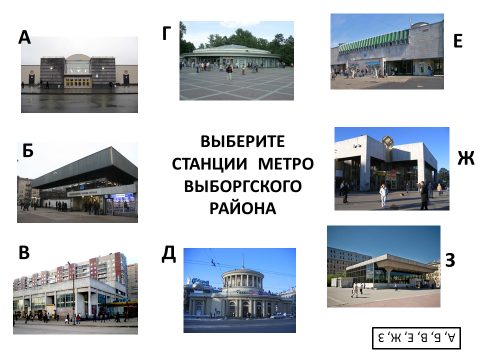 А
Г
Е
Б
ВЫБЕРИТЕ
СТАНЦИИ МЕТРО
ВЫБОРГСКОГО
РАЙОНА
Ж
В
Д
З
А, Б, В, Е, Ж, З